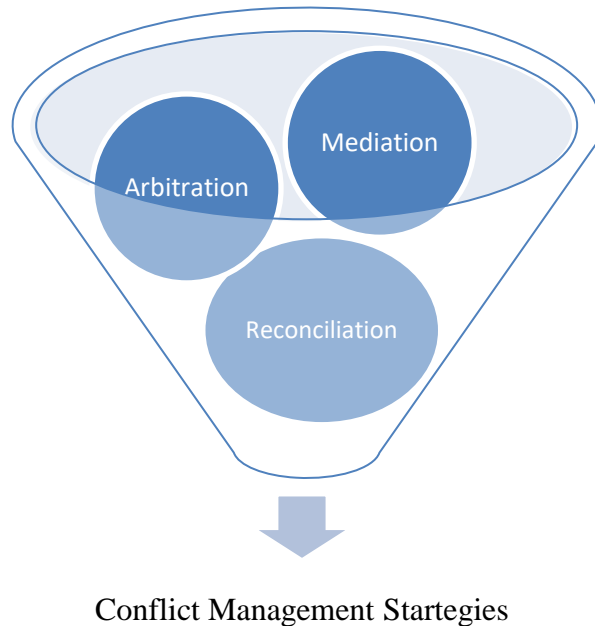 Mediation
Arbitration
Reconciliation
Conflict Management Startegies